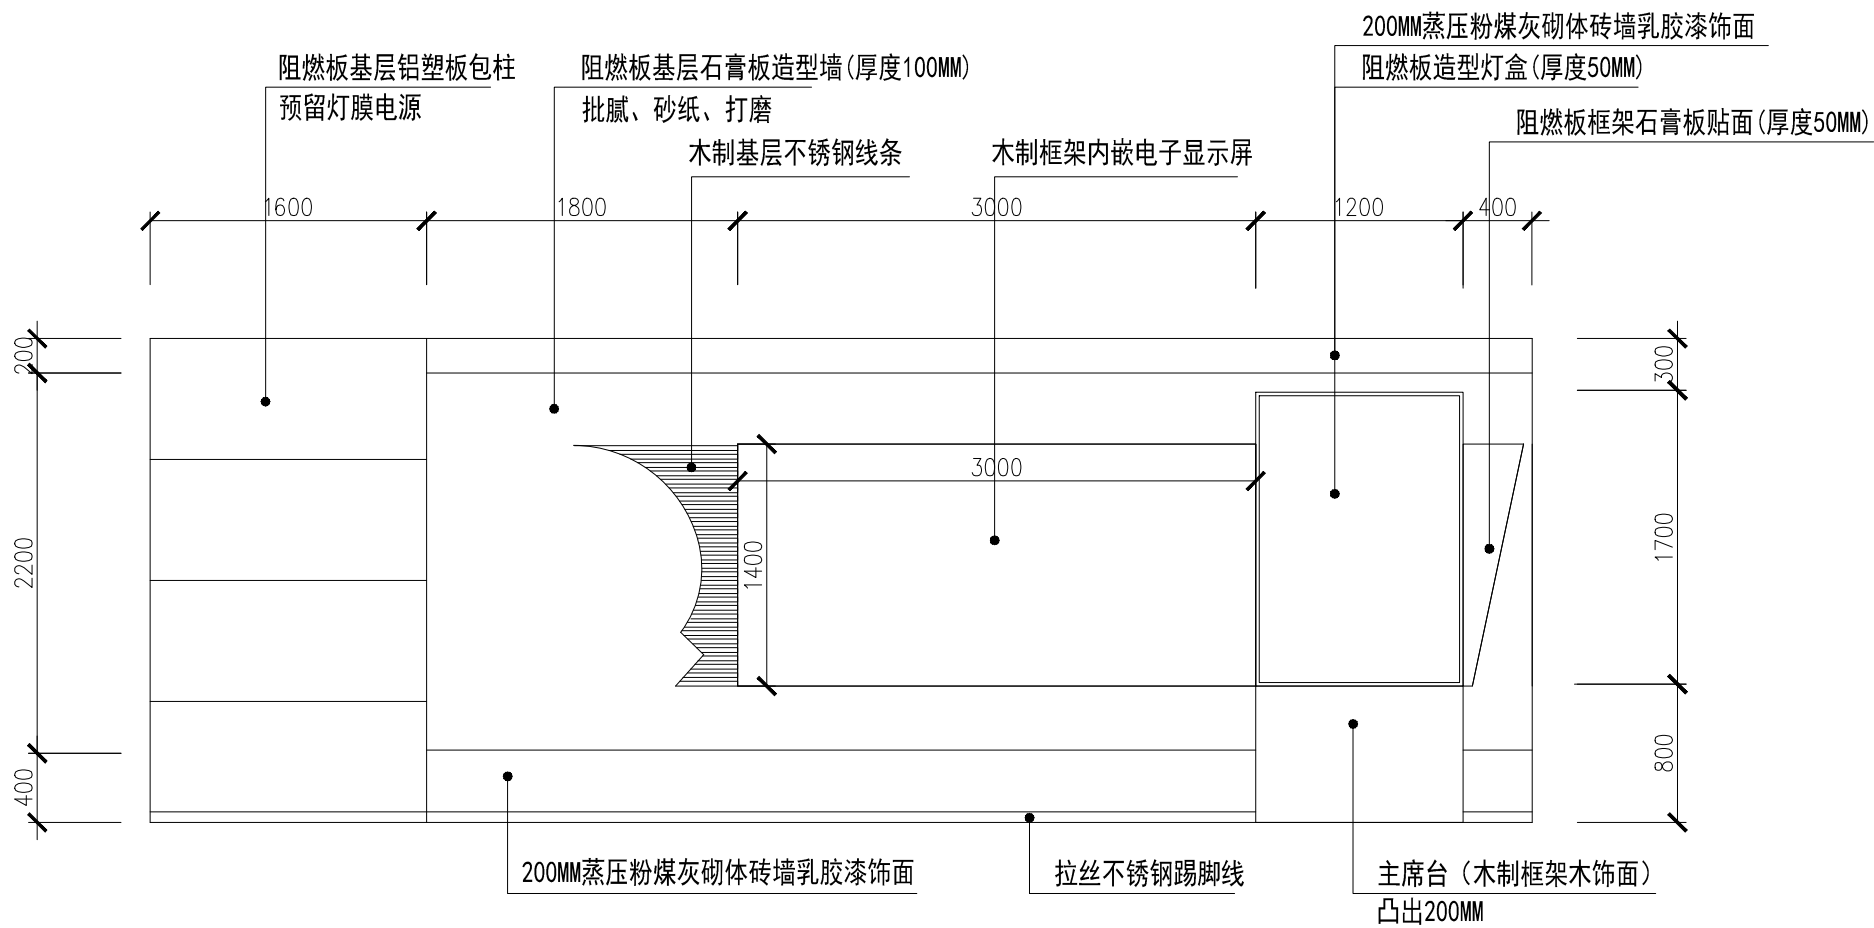 200MM蒸压粉煤灰砌体砖墙乳胶漆饰面
阻燃板基层铝塑板包柱
预留灯膜电源
阻燃板基层石膏板造型墙(厚度100MM)
批腻、砂纸、打磨
阻燃板造型灯盒(厚度50MM)
阻燃板框架石膏板贴面(厚度50MM)
木制基层不锈钢线条
木制框架内嵌电子显示屏
1600
1800
3000
1200
400
200
2200
400
300
1700
800
3000
1400
200MM蒸压粉煤灰砌体砖墙乳胶漆饰面
拉丝不锈钢踢脚线
主席台（木制框架木饰面）
凸出200MM